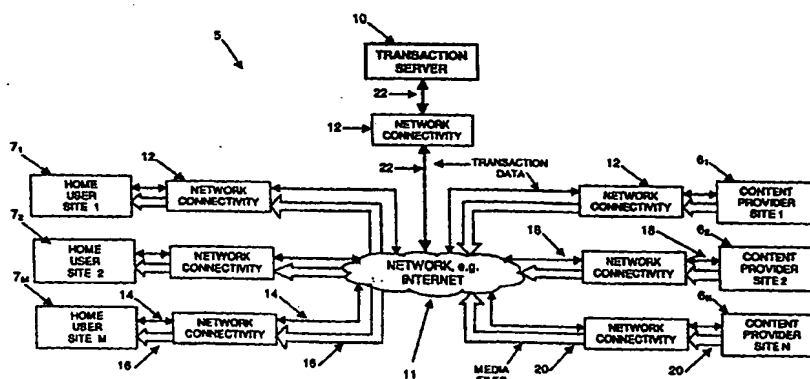 10
5
TRANSACTION
SERVER
22
12
NETWORK
CONNECTIVITY
22
TRANSACTION
DATA
7₁
12
HOME
USER
SITE 1
NETWORK
CONNECTIVITY
12
6₁
NETWORK
CONNECTIVITY
CONTENT
PROVIDER
SITE 1
7₂
HOME
USER
SITE 2
NETWORK
CONNECTIVITY
NETWORK, e.g.
INTERNET
18
18
6₂
NETWORK
CONNECTIVITY
CONTENT
PROVIDER
SITE 2
7M
14
14
HOME
USER
SITE M
NETWORK
CONNECTIVITY
16
16
11
MEDIA
20
NETWORK
CONNECTIVITY
20
CONTENT
PROVIDER
SITE N